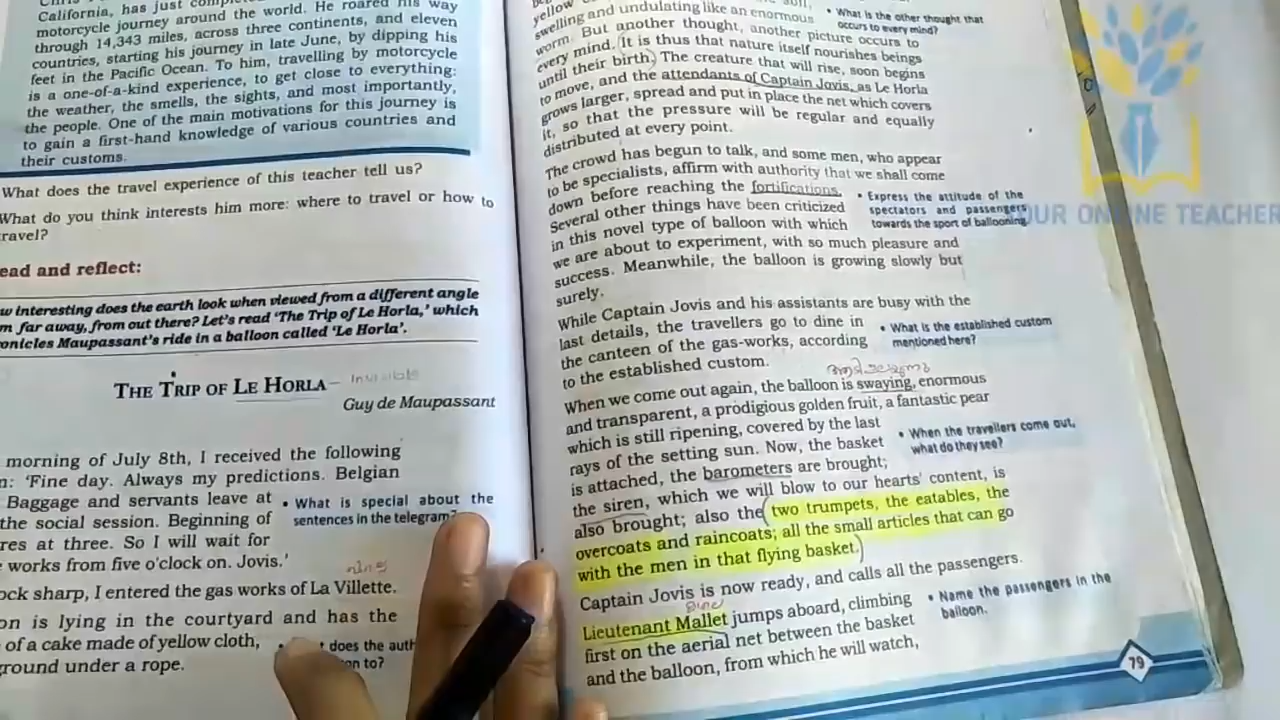 California, has just
motorcycle journey around the world. He roared his way
through 14,343 miles, across three continents, and eleven
countries, starting his journey in late June, by dipping his
feet in the Pacific Ocean. To him, travelling by motorcycle
is a one-of-a-kind experience, to get close to everything:
the weather, the smells, the sights, and most importantly,
the people. One of the main motivations for this journey is
to gain a first-hand knowledge of various countries and
their customs.
What does the travel experience of this teacher tell us?
What do you think interests him more: where to travel or how to
ravel?
ead and reflect:
w interesting does the earth look when viewed from a different angle
m far away, from out there? Let's read 'The Trip of Le Horla,' which
onicles Maupassant's ride in a balloon called 'Le Horla'.
THE TRIP OF LE HORLA
Guy de Maupassant
morning of July 8th, I received the following
n: 'Fine day. Always my predictions. Belgian
Baggage and servants leave at
the social session. Beginning of
res at three. So I will wait for
works from five o'clock on. Jovis.'
• What is special about the
sentences in the telegram?
ock sharp, I entered the gas works of La Villette.
on is lying in the courtyard and has the
of a cake made of yellow cloth,
ground under a rope.
does the auth
on to?
yellow
swelling and undulating like an enormous
worm. But another thought, another picture occurs to
every mind. It is thus that nature itself nourishes beings
until their birth. The creature that will rise, soon begins
to move, and the attendants of Captain Jovis, as Le Horla
grows larger, spread and put in place the net which covers
it, so that the pressure will be regular and equally
distributed at every point.
• What is the other thought that
occurs to every mind?
The crowd has begun to talk, and some men, who appear
to be specialists, affirm with authority that we shall come
down before reaching the fortifications.
Several other things have been criticized
in this novel type of balloon with which
we are about to experiment, with so much pleasure and
success. Meanwhile, the balloon is growing slowly but
surely.
• Express the attitude of the
spectators and passengers
towards the sport of ballooning.
While Captain Jovis and his assistants are busy with the
last details, the travellers go to dine in
the canteen of the gas-works, according
to the established custom.
• What is the established custom
mentioned here?
When we come out again, the balloon is swaying, enormous
and transparent, a prodigious golden fruit, a fantastic pear
which is still ripening, covered by the last
rays of the setting sun. Now, the basket
is attached, the barometers are brought;
the siren, which we will blow to our hearts' content, is
also brought; also the two trumpets, the eatables, the
overcoats and raincoats; all the small articles that can go
with the men in that flying basket.
• When the travellers come out,
what do they see?
Captain Jovis is now ready, and calls all the passengers.
Lieutenant Mallet jumps aboard, climbing
first on the aerial net between the basket
and the balloon, from which he will watch,
• Name the passengers in the
balloon.
79
OUR ONLINE TEACHER